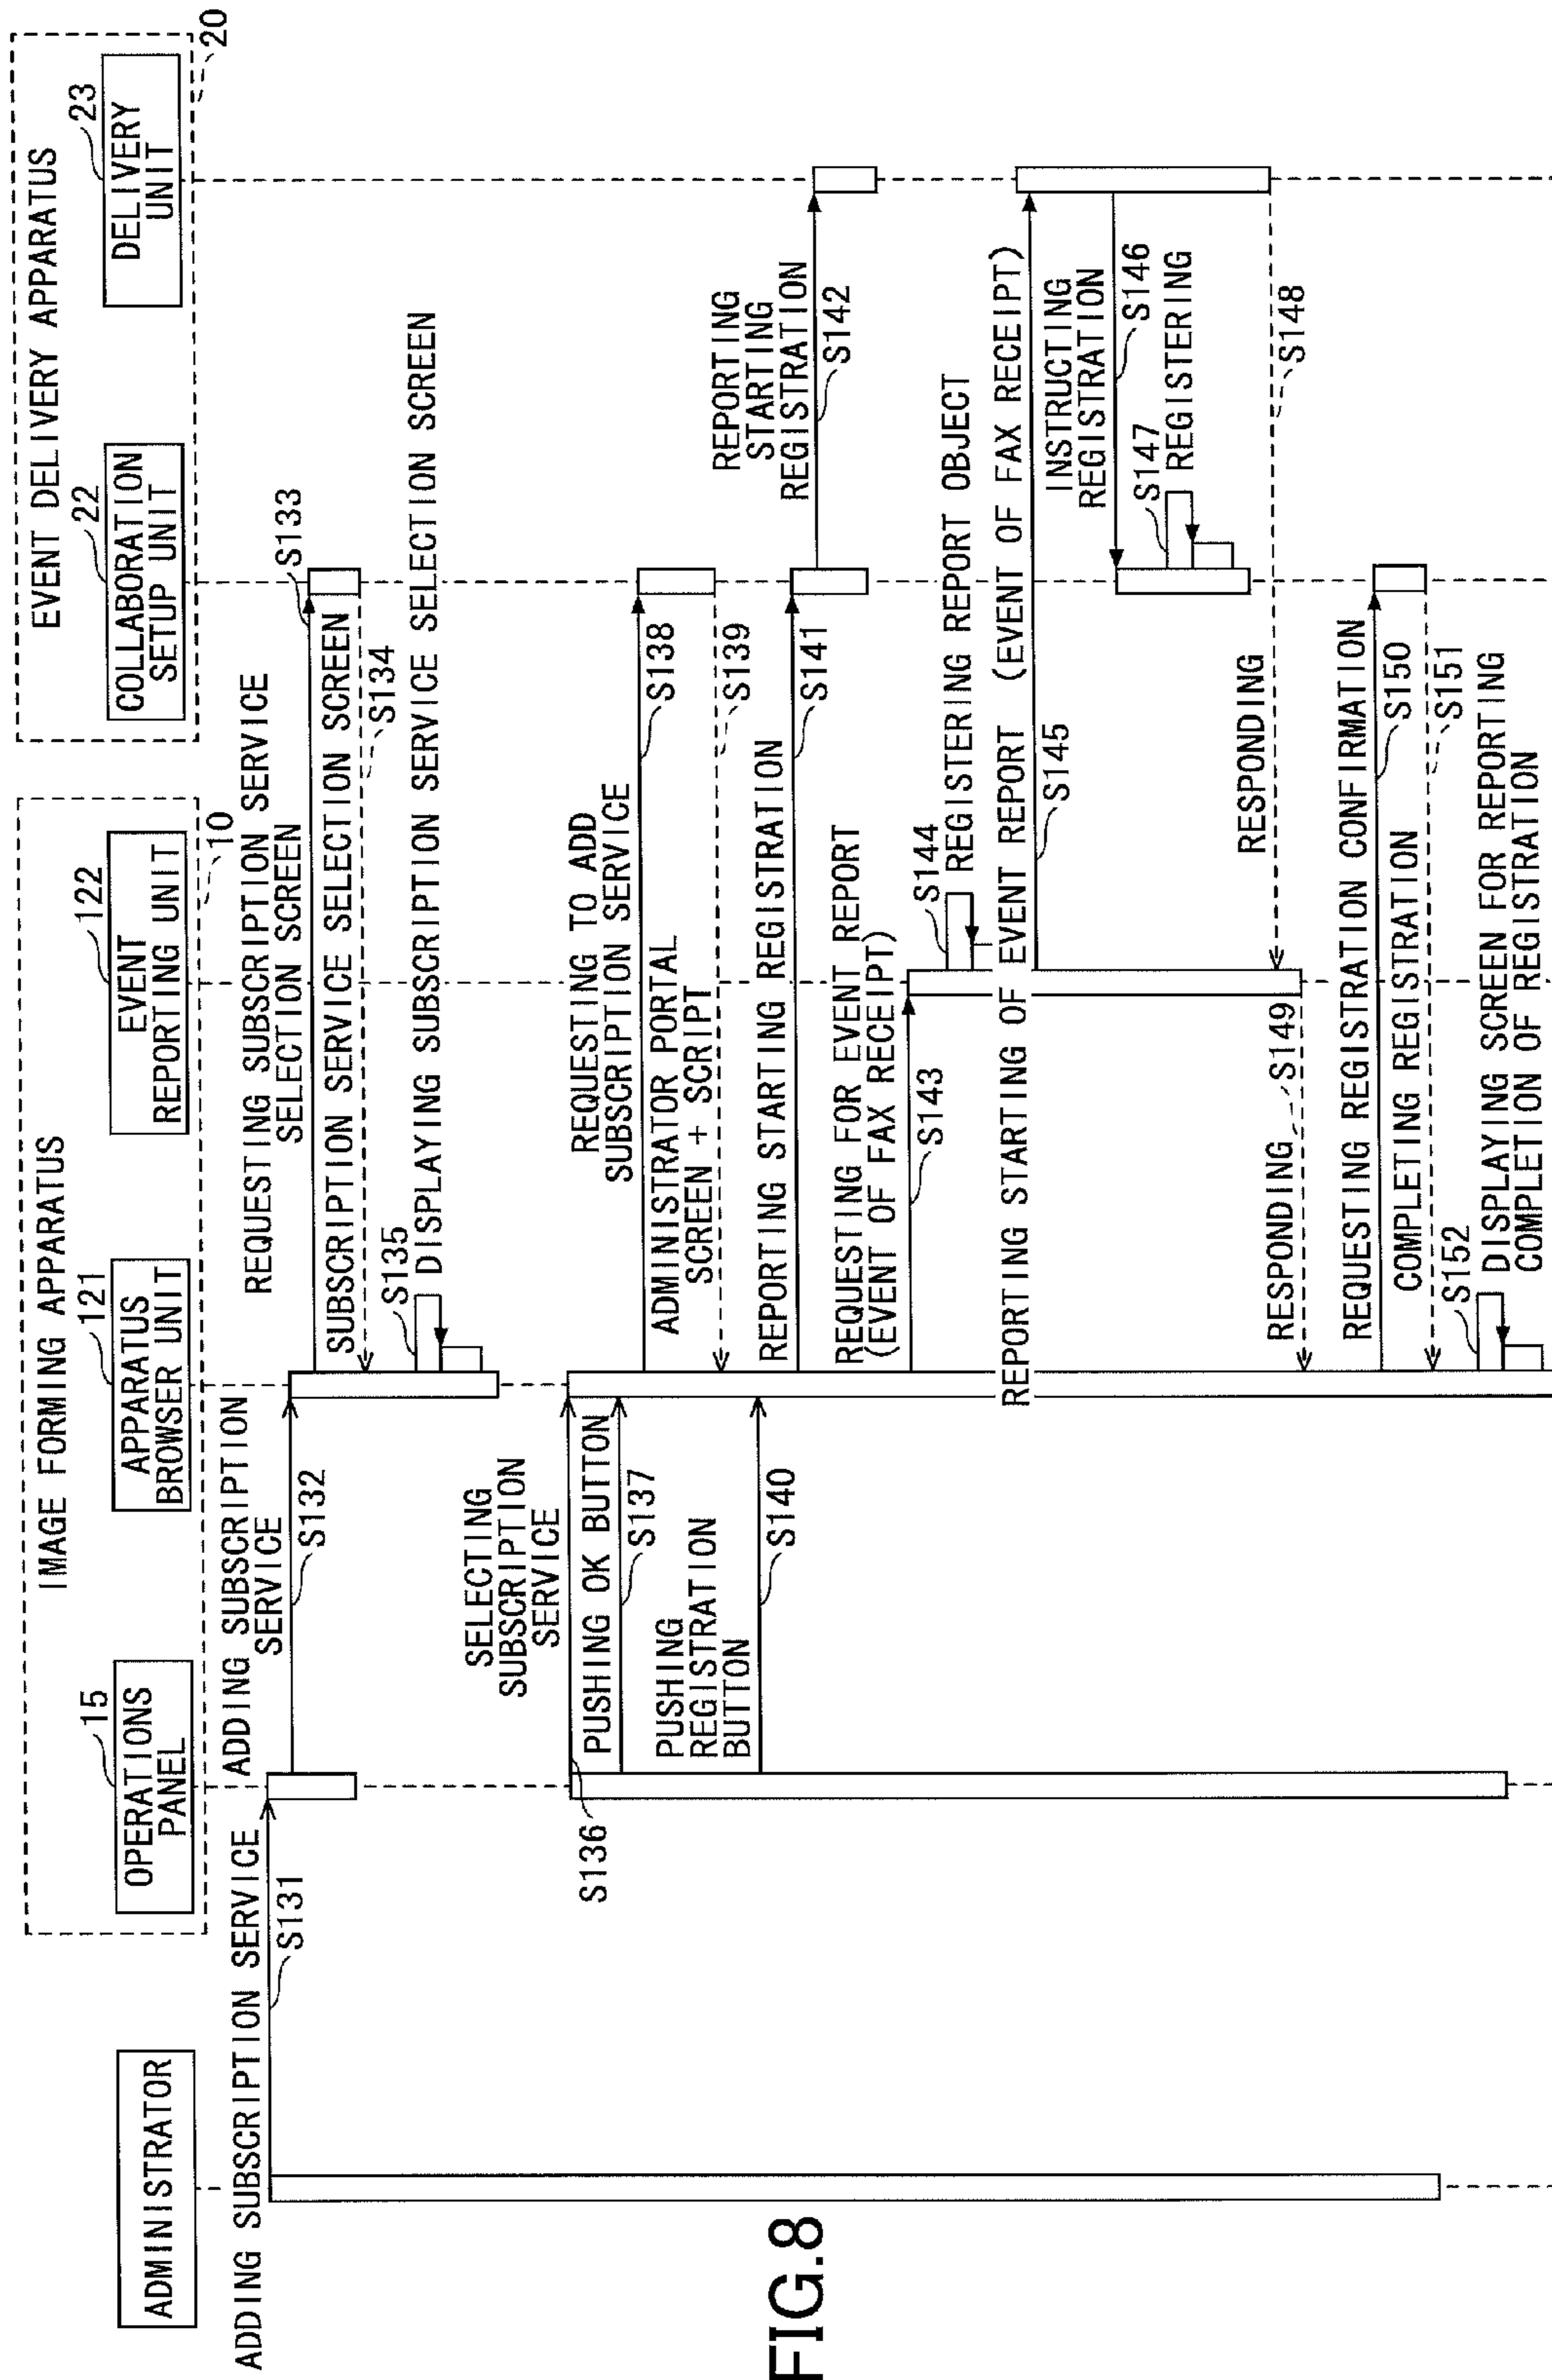 FIG.8
ADMINISTRATOR
IMAGE FORMING APPARATUS
10
15
OPERATIONS
PANEL
121
APPARATUS
BROWSER UNIT
122
EVENT
REPORTING UNIT
EVENT DELIVERY APPARATUS
20
22
COLLABORATION
SETUP UNIT
23
DELIVERY
UNIT
ADDING SUBSCRIPTION SERVICE
S131
ADDING SUBSCRIPTION
SERVICE
S132
REQUESTING SUBSCRIPTION SERVICE
SELECTION SCREEN
S133
SUBSCRIPTION SERVICE SELECTION SCREEN
S134
S135
DISPLAYING SUBSCRIPTION SERVICE SELECTION SCREEN
SELECTING
SUBSCRIPTION
SERVICE
S136
PUSHING OK BUTTON
S137
REQUESTING TO ADD
SUBSCRIPTION SERVICE
S138
ADMINISTRATOR PORTAL
SCREEN + SCRIPT
S139
PUSHING
REGISTRATION
BUTTON
S140
REPORTING STARTING REGISTRATION
S141
REPORTING
STARTING
REGISTRATION
S142
REQUESTING FOR EVENT REPORT
(EVENT OF FAX RECEIPT)
S143
S144
REGISTERING REPORT OBJECT
REPORTING STARTING OF EVENT REPORT (EVENT OF FAX RECEIPT)
S145
INSTRUCTING
REGISTRATION
S146
S147
REGISTERING
RESPONDING
S148
RESPONDING
S149
REQUESTING REGISTRATION CONFIRMATION
S150
COMPLETING REGISTRATION
S151
S152
DISPLAYING SCREEN FOR REPORTING
COMPLETION OF REGISTRATION